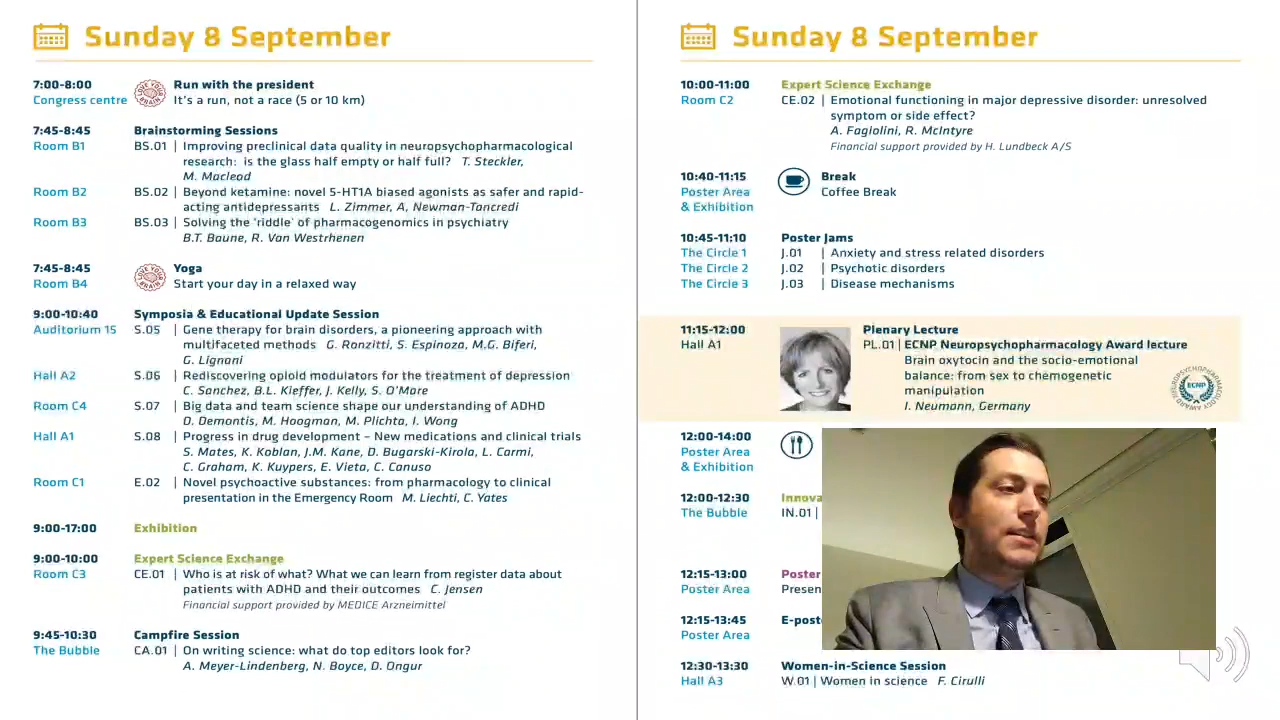 Sunday 8 September
7:00-8:00
Run with the president
Congress centre
It's a run, not a race (5 or 10 km)
7:45-8:45
Brainstorming Sessions
Room B1
BS.01 | Improving preclinical data quality in neuropsychopharmacological
research: is the glass half empty or half full? T. Steckler,
M. Macleod
Room B2
BS.02 | Beyond ketamine: novel 5-HT1A biased agonists as safer and rapid-
acting antidepressants L. Zimmer, A, Newman-Tancredi
Room B3
BS.03 | Solving the 'riddle' of pharmacogenomics in psychiatry
B.T. Baune, R. Van Westrhenen
7:45-8:45
Yoga
Room B4
Start your day in a relaxed way
9:00-10:40
Symposia & Educational Update Session
Auditorium 15
S.05 | Gene therapy for brain disorders, a pioneering approach with
multifaceted methods G. Ronzitti, S. Espinoza, M.G. Biferi,
G. Lignani
Hall A2
S.06 | Rediscovering opioid modulators for the treatment of depression
C. Sanchez, B.L. Kieffer, J. Kelly, S. O'Mare
Room C4
S.07 | Big data and team science shape our understanding of ADHD
D. Demontis, M. Hoogman, M. Plichta, I. Wong
Hall A1
S.08 | Progress in drug development – New medications and clinical trials
S. Mates, K. Koblan, J.M. Kane, D. Bugarski-Kirola, L. Carmi,
C. Graham, K. Kuypers, E. Vieta, C. Canuso
Room C1
E.02 | Novel psychoactive substances: from pharmacology to clinical
presentation in the Emergency Room M. Liechti, C. Yates
9:00-17:00
Exhibition
9:00-10:00
Expert Science Exchange
Room C3
CE.01 | Who is at risk of what? What we can learn from register data about
patients with ADHD and their outcomes C. Jensen
Financial support provided by MEDICE Arzneimittel
9:45-10:30
Campfire Session
The Bubble
CA.01 | On writing science: what do top editors look for?
A. Meyer-Lindenberg, N. Boyce, D. Ongur
Sunday 8 September
10:00-11:00
Expert Science Exchange
Room C2
CE.02 | Emotional functioning in major depressive disorder: unresolved
symptom or side effect?
A. Fagiolini, R. McIntyre
Financial support provided by H. Lundbeck A/S
10:40-11:15
Break
Poster Area
Coffee Break
& Exhibition
10:45-11:10
Poster Jams
The Circle 1
J.01 | Anxiety and stress related disorders
The Circle 2
J.02 | Psychotic disorders
The Circle 3
J.03 | Disease mechanisms
11:15-12:00
Plenary Lecture
Hall A1
PL.01 | ECNP Neuropsychopharmacology Award lecture
Brain oxytocin and the socio-emotional
balance: from sex to chemogenetic
manipulation
I. Neumann, Germany
ECNP
12:00-14:00
Poster Area
& Exhibition
12:00-12:30
Innova
The Bubble
IN.01 |
12:15-13:00
Poster
Poster Area
Presen
12:15-13:45
E-post
Poster Area
12:30-13:30
Women-in-Science Session
Hall A3
W.01 | Women in science F. Cirulli